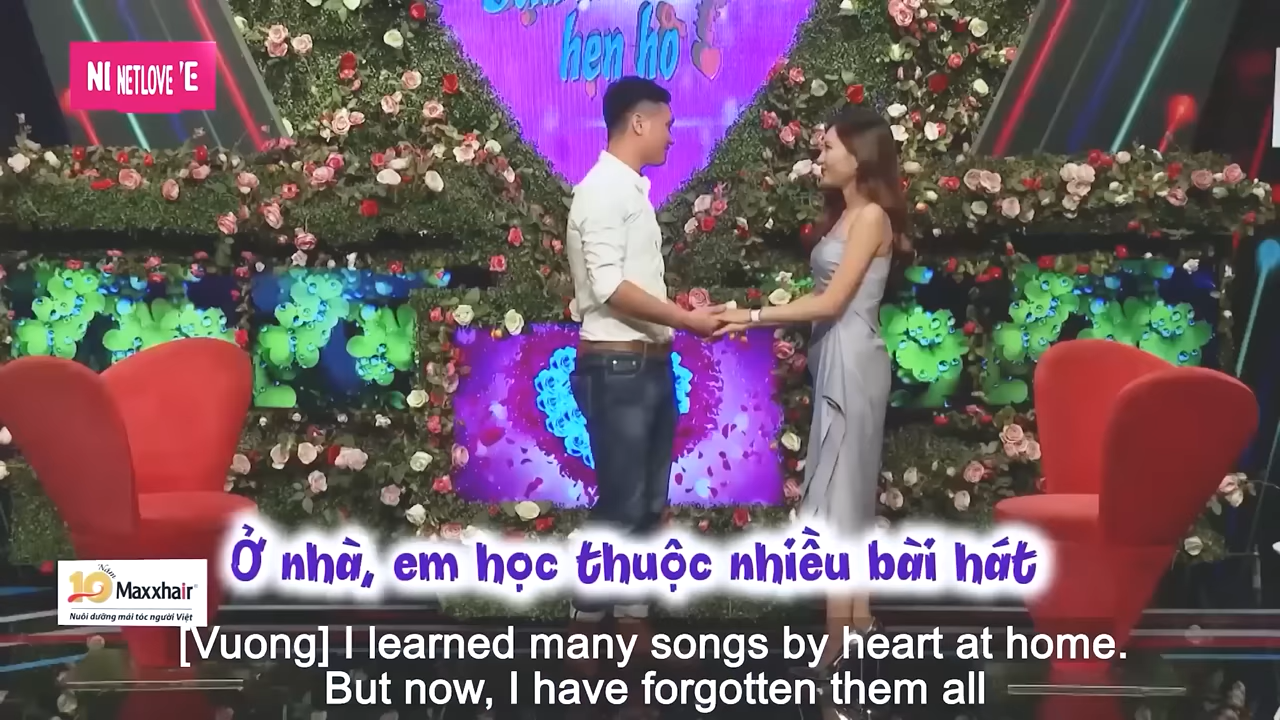 hẹn hò
NI NETLOVE 'E
Ở nhà, em học thuộc nhiều bài hát
10 Năm Maxxhair®
Nuôi dưỡng mái tóc người Việt
[Vuong] I learned many songs by heart at home.
But now, I have forgotten them all